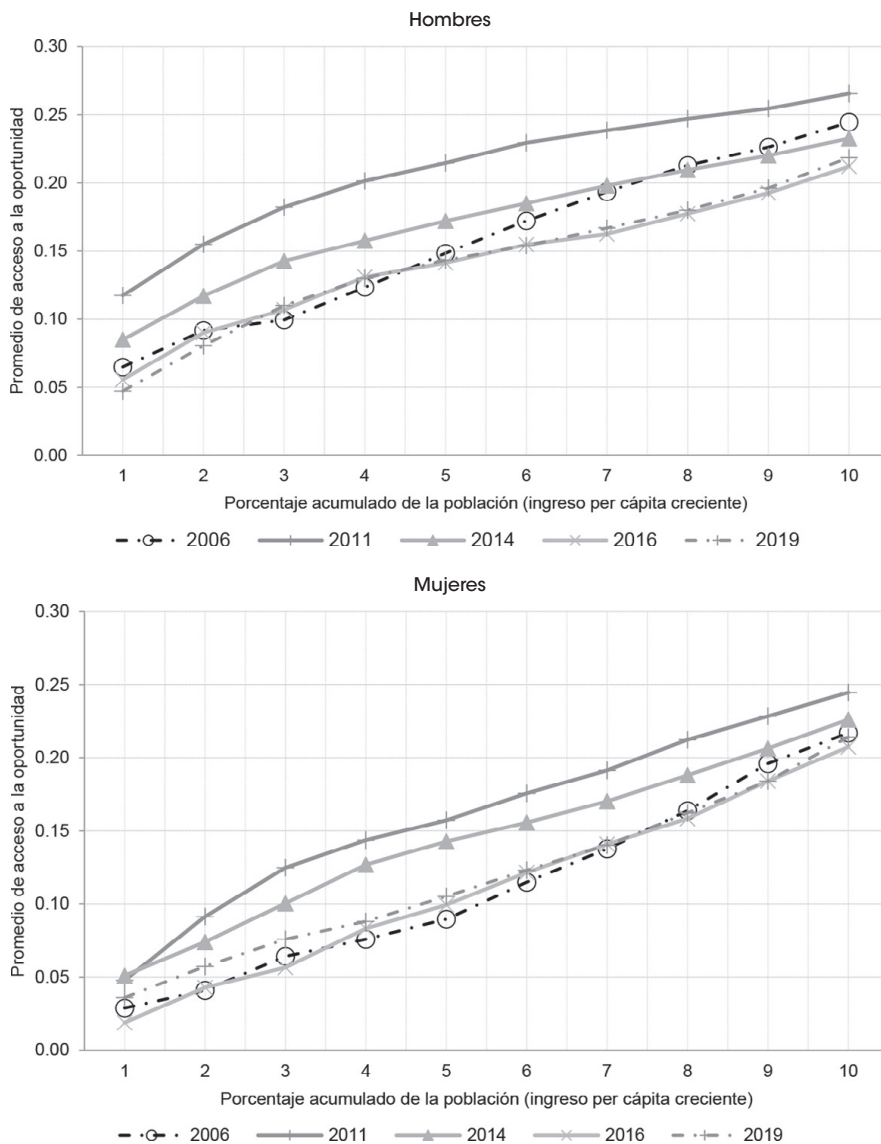 Hombres
0.30
0.25
0.20
0.15
0.10
0.05
0.00
Promedio de acceso a la oportunidad
1 2 3 4 5 6 7 8 9 10
Porcentaje acumulado de la población (ingreso per cápita creciente)
2006 2011 2014 2016 2019
Mujeres
0.30
0.25
0.20
0.15
0.10
0.05
0.00
Promedio de acceso a la oportunidad
1 2 3 4 5 6 7 8 9 10
Porcentaje acumulado de la población (ingreso per cápita creciente)
2006 2011 2014 2016 2019